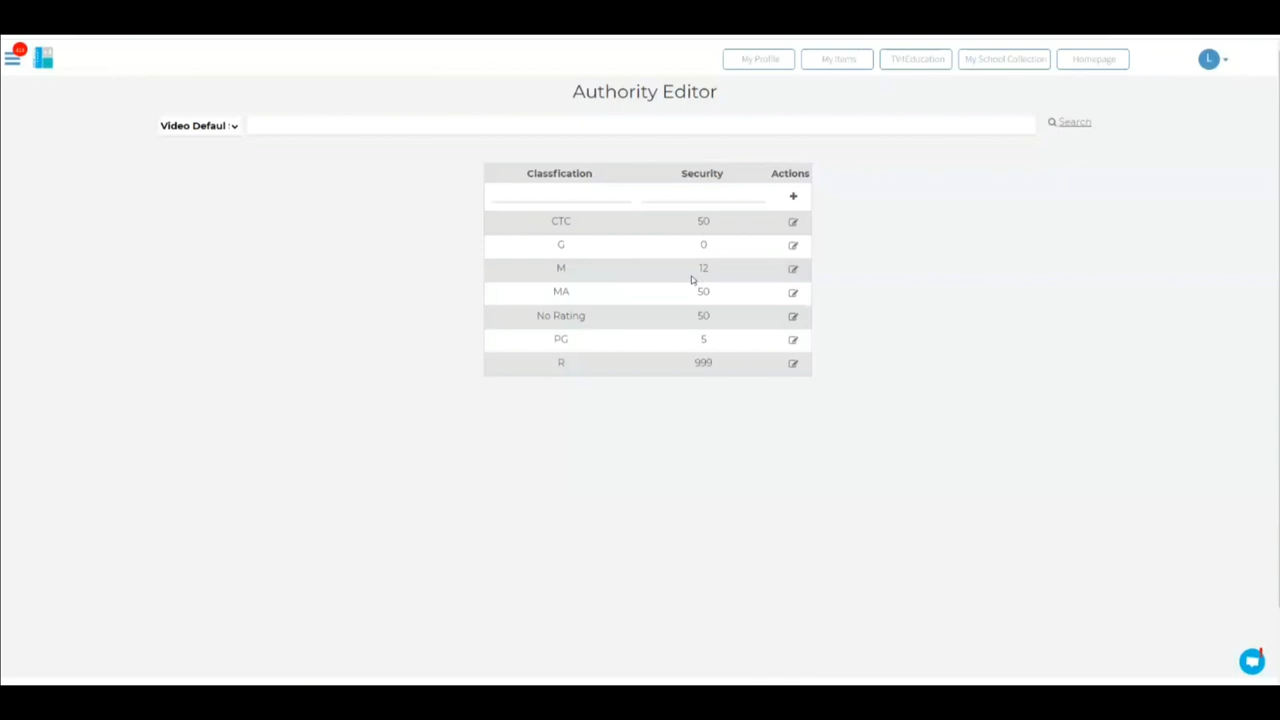 My Profile
My Items
TV4Education
My School Collection
Homepage
L
Authority Editor
Video Defaul
Search
Classfication Security Actions
CTC 50
G 0
M 12
MA 50
No Rating 50
PG 5
R 999